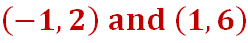 (−1, 2) and (1, 6)